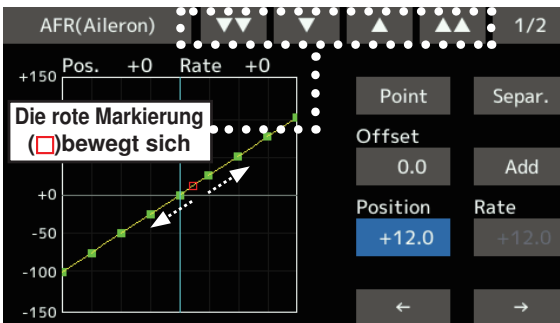 AFR(Aileron) ▼▼ ▼ ▲ ▲▲ 1/2
Pos. +0 Rate +0
+150
Die rote Markierung
(□)bewegt sich
+0
-50
-100
-150
Point Separ.
Offset
0.0 Add
Position Rate
+12.0 +12.0
← →